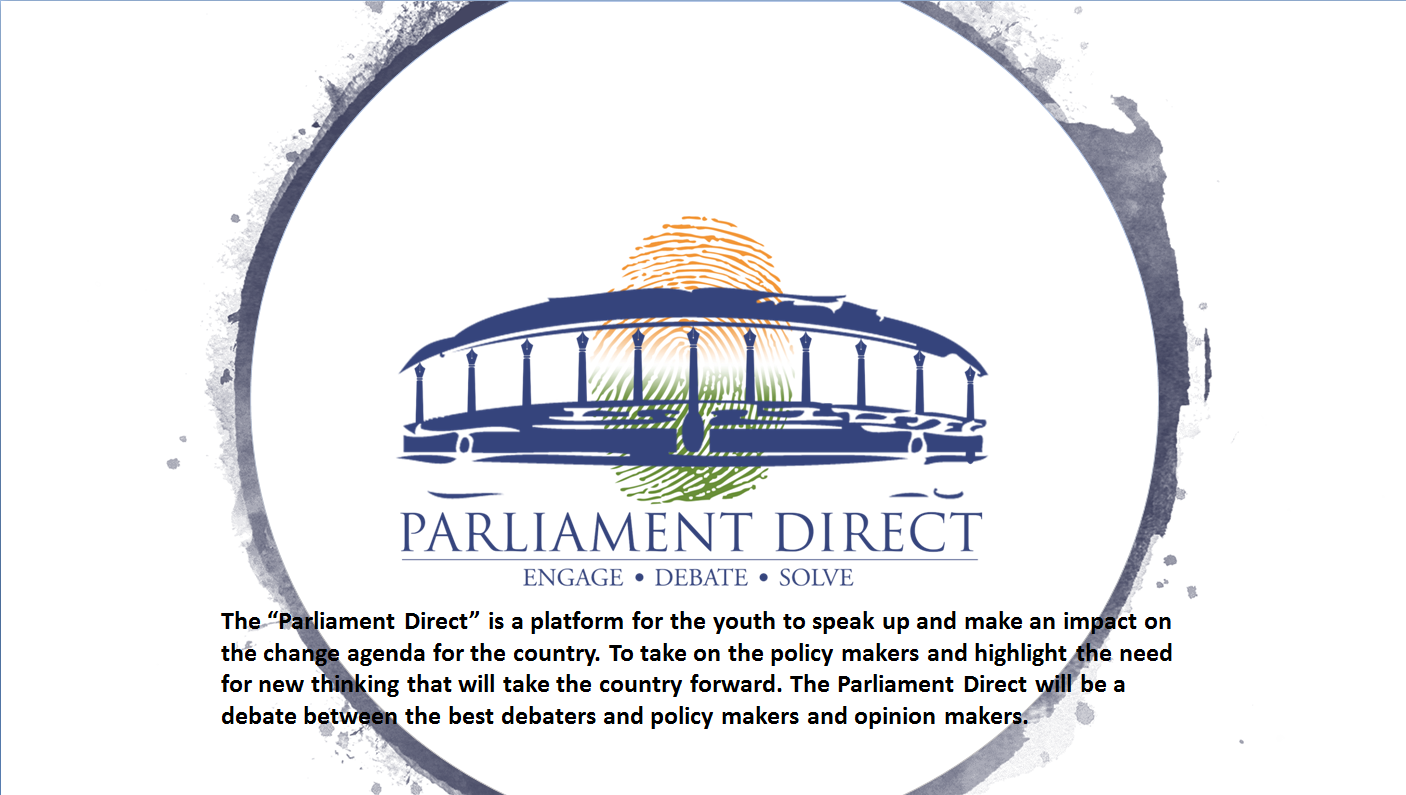 PARLIAMENT DIRECT
ENGAGE • DEBATE • SOLVE
The “Parliament Direct” is a platform for the youth to speak up and make an impact on
the change agenda for the country. To take on the policy makers and highlight the need
for new thinking that will take the country forward. The Parliament Direct will be a
debate between the best debaters and policy makers and opinion makers.